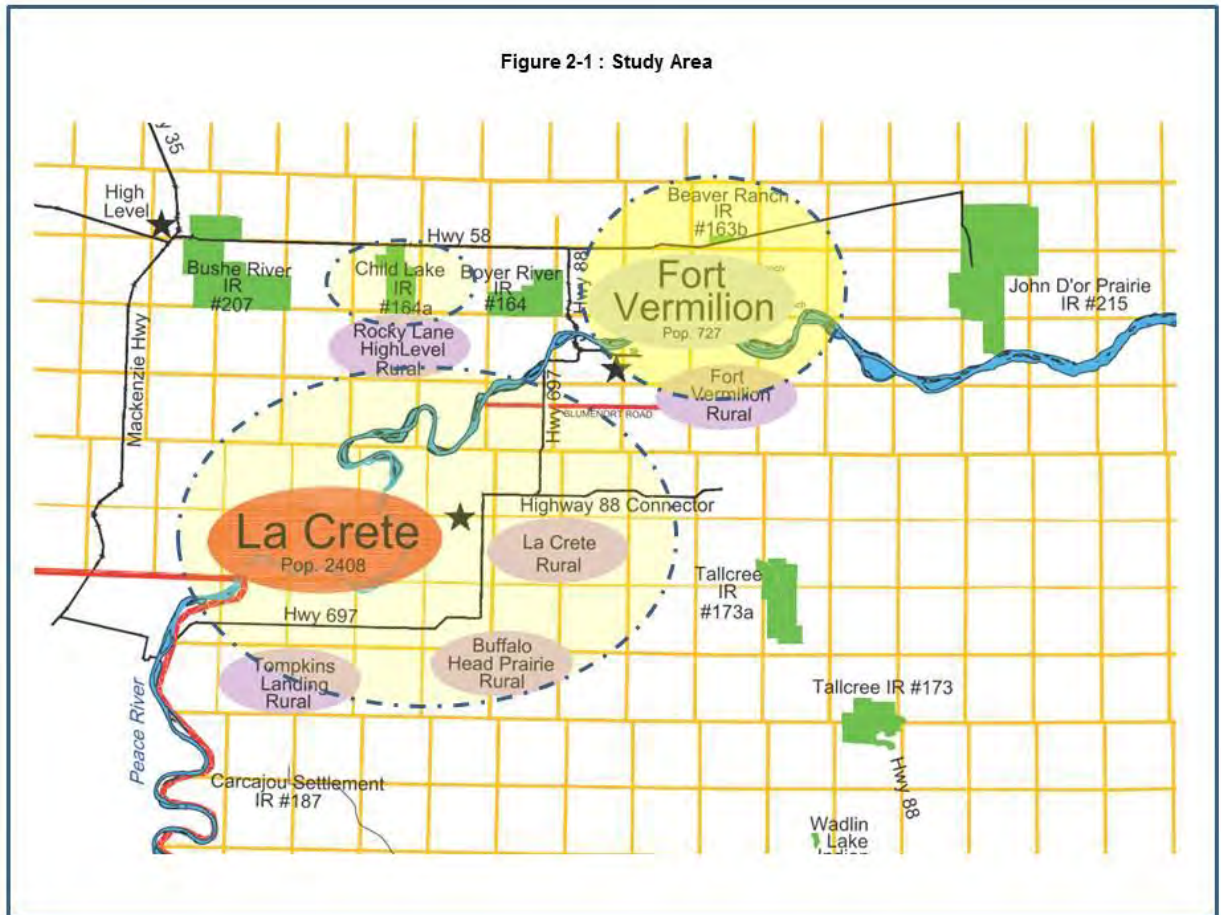 Figure 2-1 : Study Area
y 35
High
Level
Hwy 58
Bushe River
IR
#207
Child Lake
IR
#164a
Boyer River
IR
#164
Hwy 88
Beaver Ranch
IR
#163b
Fort
Vermilion
Pop. 727
John D'or Prairie
IR #215
Rocky Lane
HighLevel
Rural
Fort
Vermilion
Rural
Mackenzie Hwy
Hwy 697
BLUMENORT ROAD
La Crete
Pop. 2408
Highway 88 Connector
La Crete
Rural
Tallcree
IR
#173a
Hwy 697
Buffalo
Head Prairie
Rural
Tompkins
Landing
Rural
Tallcree IR #173
Peace River
Carcajou Settlement
IR #187
Hwy 88
Wadlin
Lake